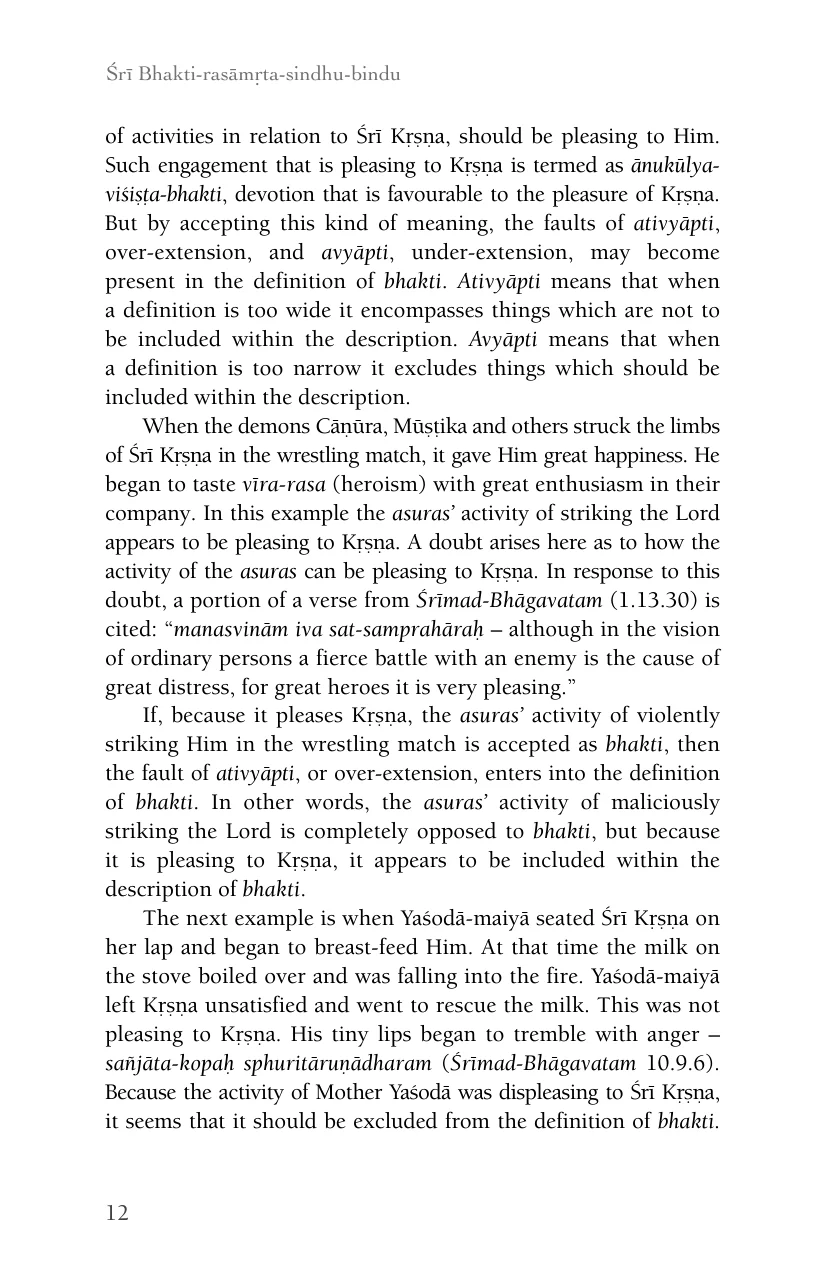 Śrī Bhakti-rasāmṛta-sindhu-bindu
of activities in relation to Śrī Kṛṣṇa, should be pleasing to Him.
Such engagement that is pleasing to Kṛṣṇa is termed as ānukūlya-
viśiṣṭa-bhakti, devotion that is favourable to the pleasure of Kṛṣṇa.
But by accepting this kind of meaning, the faults of ativyāpti,
over-extension, and avyāpti, under-extension, may become
present in the definition of bhakti. Ativyāpti means that when
a definition is too wide it encompasses things which are not to
be included within the description. Avyāpti means that when
a definition is too narrow it excludes things which should be
included within the description.
When the demons Cāṇūra, Mūṣṭika and others struck the limbs
of Śrī Kṛṣṇa in the wrestling match, it gave Him great happiness. He
began to taste vīra-rasa (heroism) with great enthusiasm in their
company. In this example the asuras’ activity of striking the Lord
appears to be pleasing to Kṛṣṇa. A doubt arises here as to how the
activity of the asuras can be pleasing to Kṛṣṇa. In response to this
doubt, a portion of a verse from Śrīmad-Bhāgavatam (1.13.30) is
cited: “manasvinām iva sat-samprahāraḥ – although in the vision
of ordinary persons a fierce battle with an enemy is the cause of
great distress, for great heroes it is very pleasing.”
If, because it pleases Kṛṣṇa, the asuras’ activity of violently
striking Him in the wrestling match is accepted as bhakti, then
the fault of ativyāpti, or over-extension, enters into the definition
of bhakti. In other words, the asuras’ activity of maliciously
striking the Lord is completely opposed to bhakti, but because
it is pleasing to Kṛṣṇa, it appears to be included within the
description of bhakti.
The next example is when Yaśodā-maiyā seated Śrī Kṛṣṇa on
her lap and began to breast-feed Him. At that time the milk on
the stove boiled over and was falling into the fire. Yaśodā-maiyā
left Kṛṣṇa unsatisfied and went to rescue the milk. This was not
pleasing to Kṛṣṇa. His tiny lips began to tremble with anger –
sañjāta-kopaḥ sphuritāruṇādharam (Śrīmad-Bhāgavatam 10.9.6).
Because the activity of Mother Yaśodā was displeasing to Śrī Kṛṣṇa,
it seems that it should be excluded from the definition of bhakti.
12